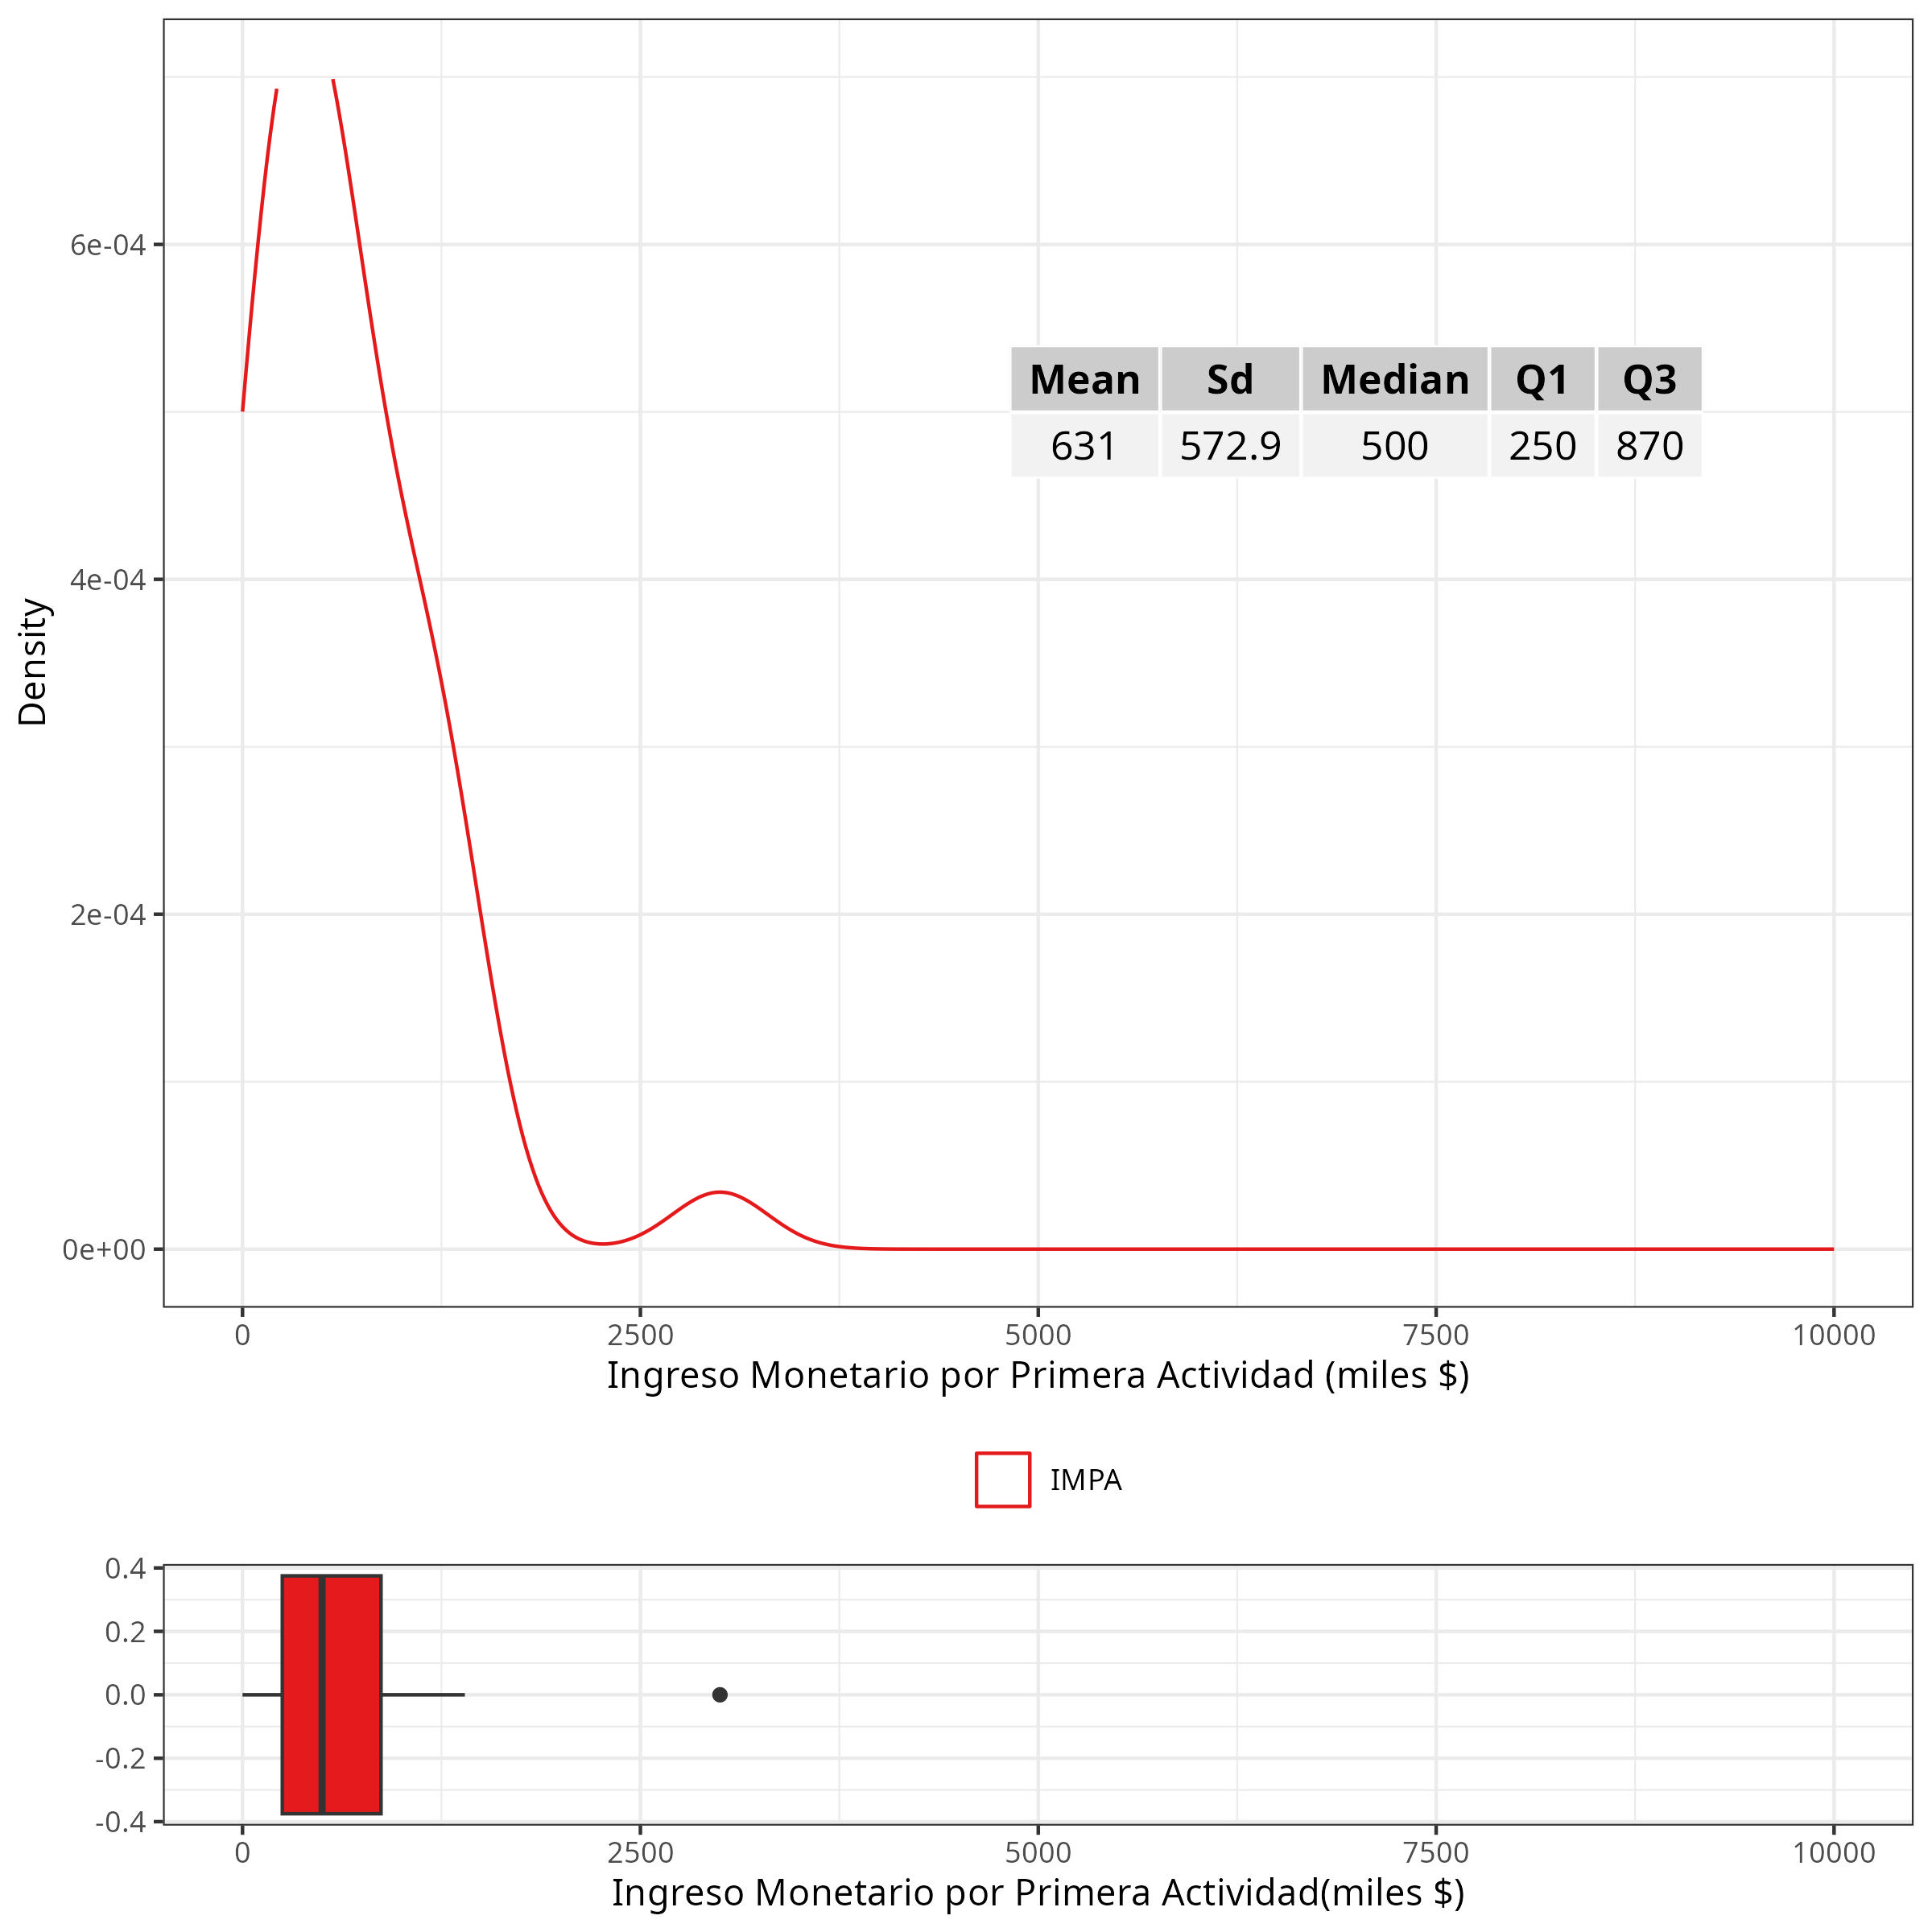 6e-04
4e-04
2e-04
0e+00
Density
Mean Sd Median Q1 Q3
631 572.9 500 250 870
0 2500 5000 7500 10000
Ingreso Monetario por Primera Actividad (miles $)
IMPA
0.4
0.2
0.0
-0.2
-0.4
0 2500 5000 7500 10000
Ingreso Monetario por Primera Actividad(miles $)